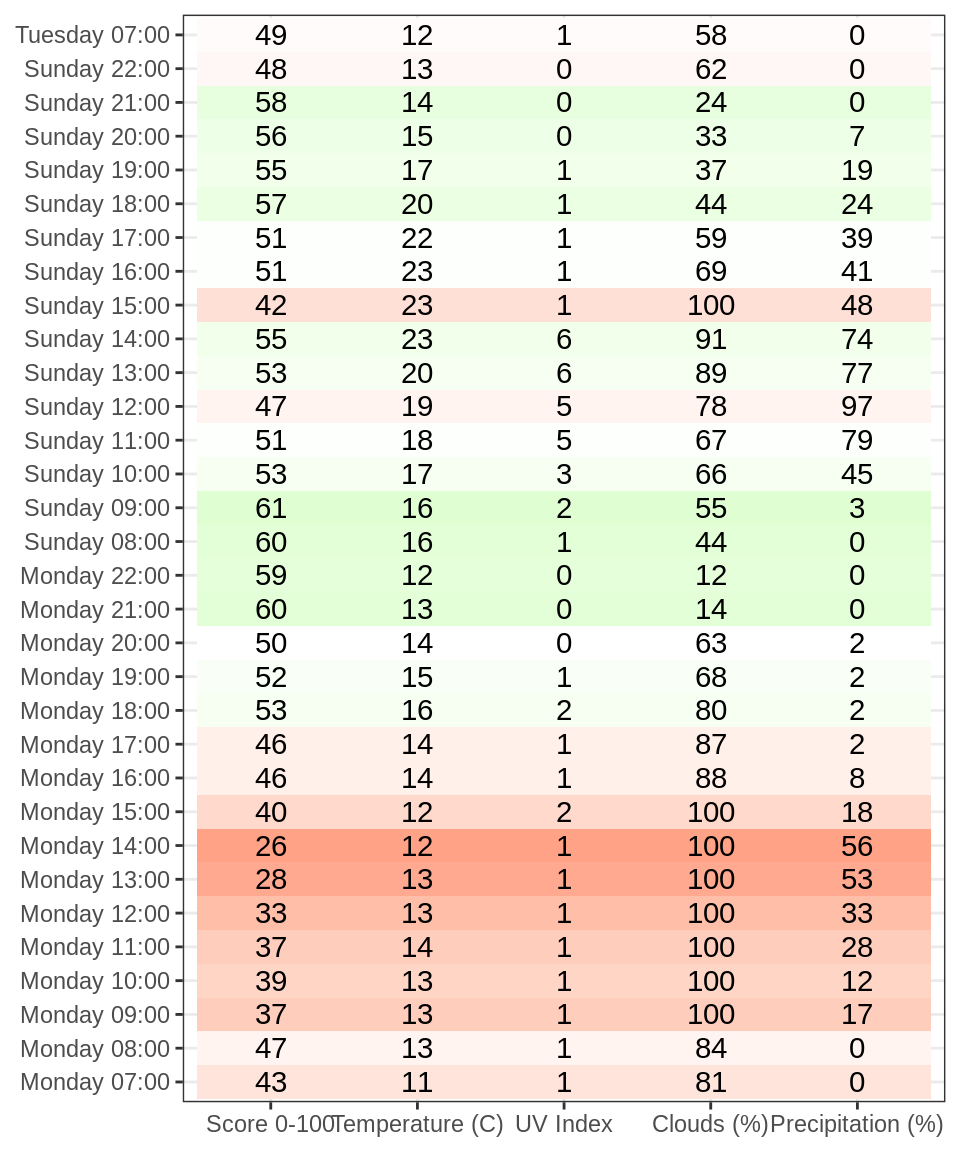 Tuesday 07:00 49 12 1 58 0
Sunday 22:00 48 13 0 62 0
Sunday 21:00 58 14 0 24 0
Sunday 20:00 56 15 0 33 7
Sunday 19:00 55 17 1 37 19
Sunday 18:00 57 20 1 44 24
Sunday 17:00 51 22 1 59 39
Sunday 16:00 51 23 1 69 41
Sunday 15:00 42 23 1 100 48
Sunday 14:00 55 23 6 91 74
Sunday 13:00 53 20 6 89 77
Sunday 12:00 47 19 5 78 97
Sunday 11:00 51 18 5 67 79
Sunday 10:00 53 17 3 66 45
Sunday 09:00 61 16 2 55 3
Sunday 08:00 60 16 1 44 0
Monday 22:00 59 12 0 12 0
Monday 21:00 60 13 0 14 0
Monday 20:00 50 14 0 63 2
Monday 19:00 52 15 1 68 2
Monday 18:00 53 16 2 80 2
Monday 17:00 46 14 1 87 2
Monday 16:00 46 14 1 88 8
Monday 15:00 40 12 2 100 18
Monday 14:00 26 12 1 100 56
Monday 13:00 28 13 1 100 53
Monday 12:00 33 13 1 100 33
Monday 11:00 37 14 1 100 28
Monday 10:00 39 13 1 100 12
Monday 09:00 37 13 1 100 17
Monday 08:00 47 13 1 84 0
Monday 07:00 43 11 1 81 0
Score 0-100 Temperature (C) UV Index Clouds (%) Precipitation (%)